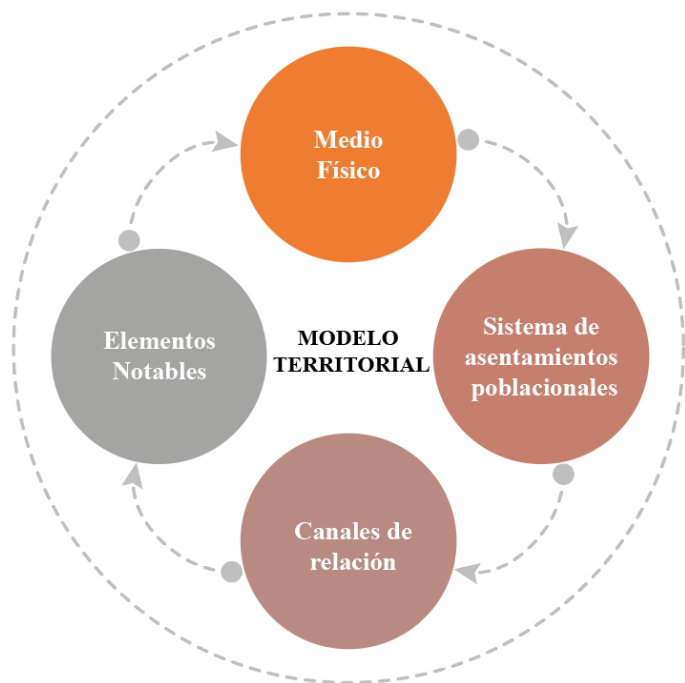 Medio
Físico
Elementos
Notables
MODELO
TERRITORIAL
Sistema de
asentamientos
poblacionales
Canales de
relación